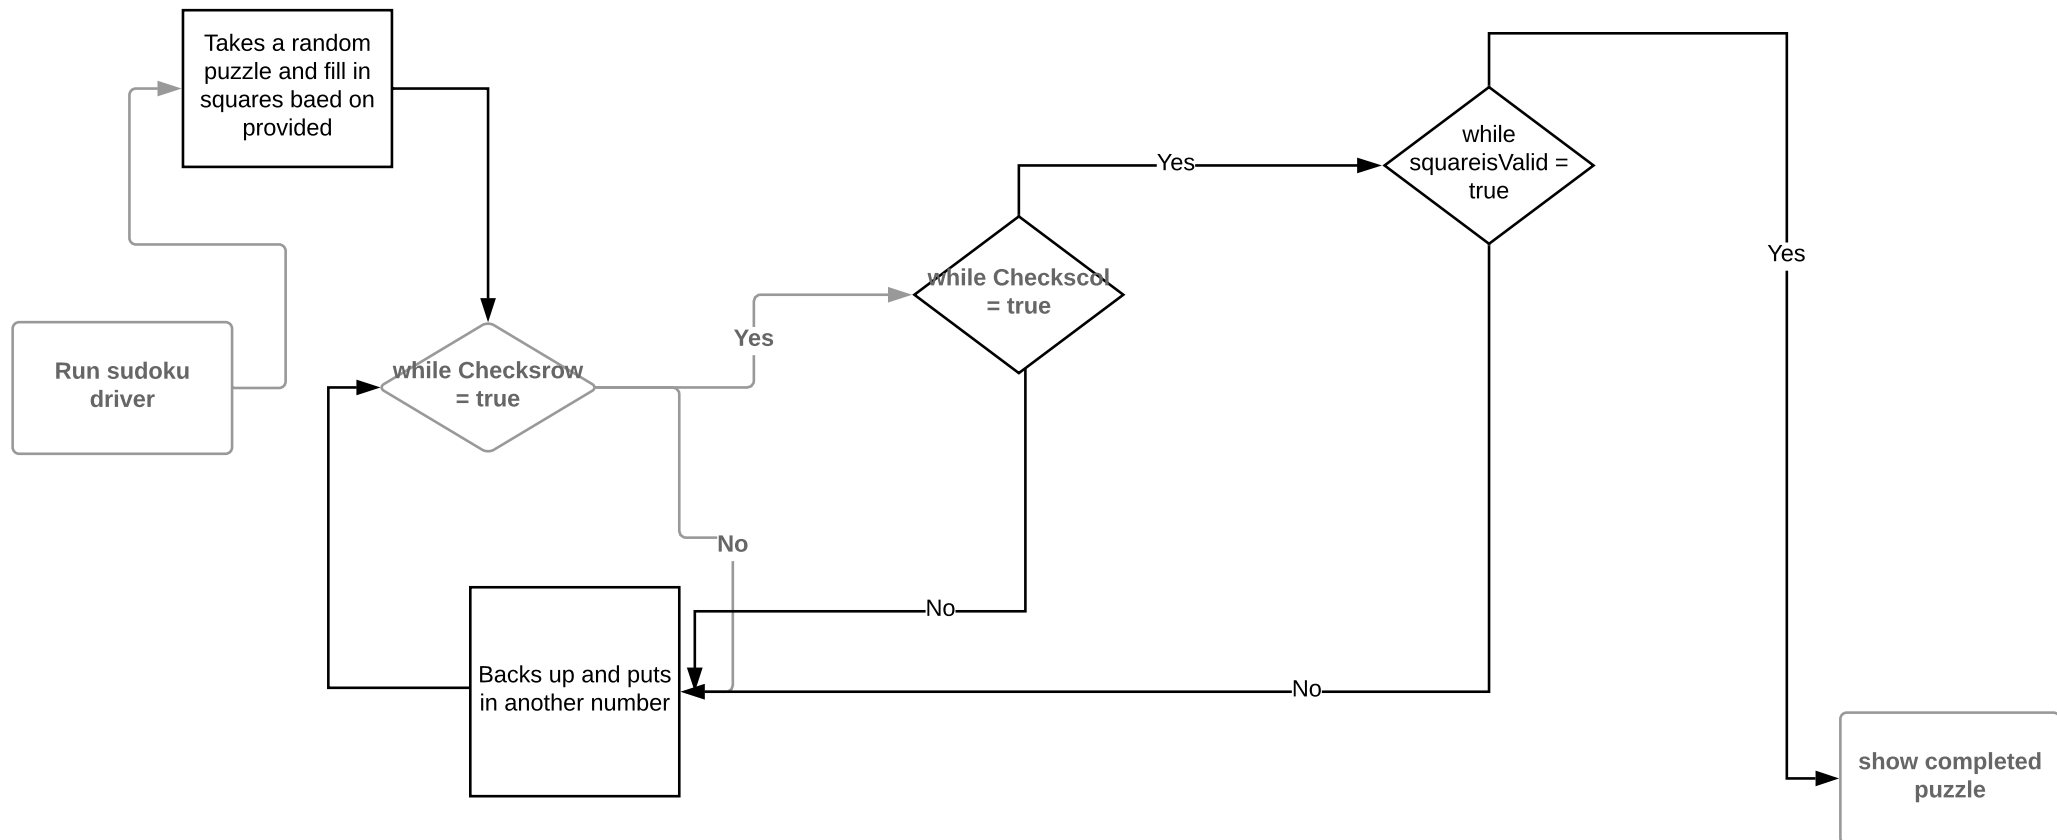 Takes a random
puzzle and fill in
squares baed on
provided
Run sudoku
driver
while Checksrow
= true
Yes
No
while Checkscol
= true
Yes
No
while
squareisValid =
true
Yes
No
Backs up and puts
in another number
show completed
puzzle